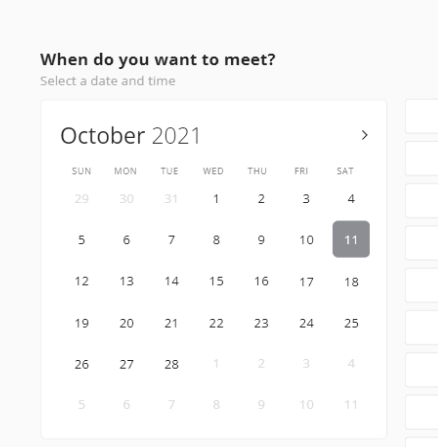 When do you want to meet?
Select a date and time
October 2021
SUN MON TUE WED THU FRI SAT
29 30 31 1 2 3 4
5 6 7 8 9 10 11
12 13 14 15 16 17 18
19 20 21 22 23 24 25
26 27 28 1 2 3 4
5 6 7 8 9 10 11